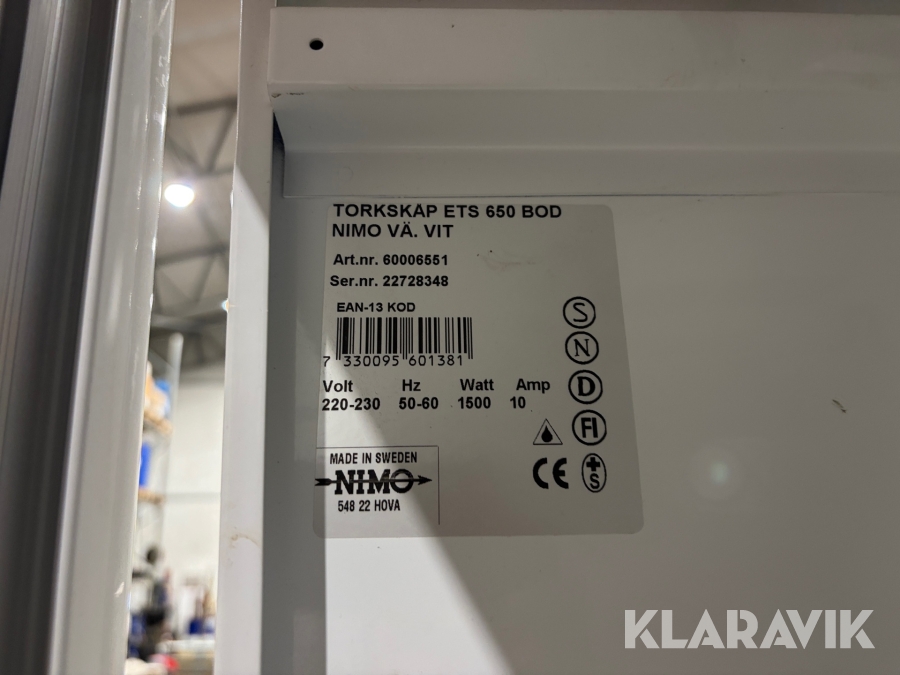 TORKSKÅP ETS 650 BOD
NIMO VÄ. VIT
Art.nr. 60006551
Ser.nr. 22728348
EAN-13 KOD
7 330095 601381
Volt Hz Watt Amp
220-230 50-60 1500 10
S
N
D
FI
CE
+S
MADE IN SWEDEN
NIMO
548 22 HOVA
KLARAVIK